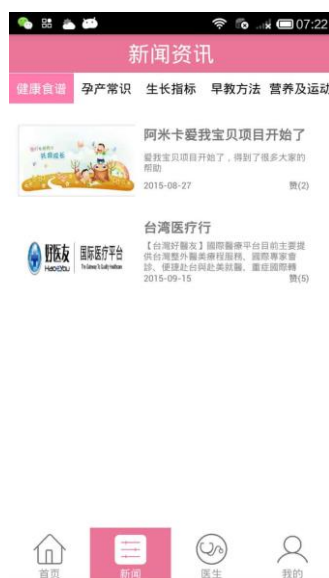 07:22
新闻资讯
健康食谱 孕产常识 生长指标 早教方法 营养及运动
阿米卡爱我宝贝项目开始了
爱我宝贝项目开始了，得到了很多大家的
帮助
2015-08-27 赞(2)
台湾医疗行
【台灣好醫友】國際醫療平台目前主要提
供台灣整外醫美療程服務、國際專家會
診、便捷赴台與赴美就醫、重症國際轉
2015-09-15 赞(5)
好医友 国际医疗平台
HaoeYou
首页 新闻 医生 我的